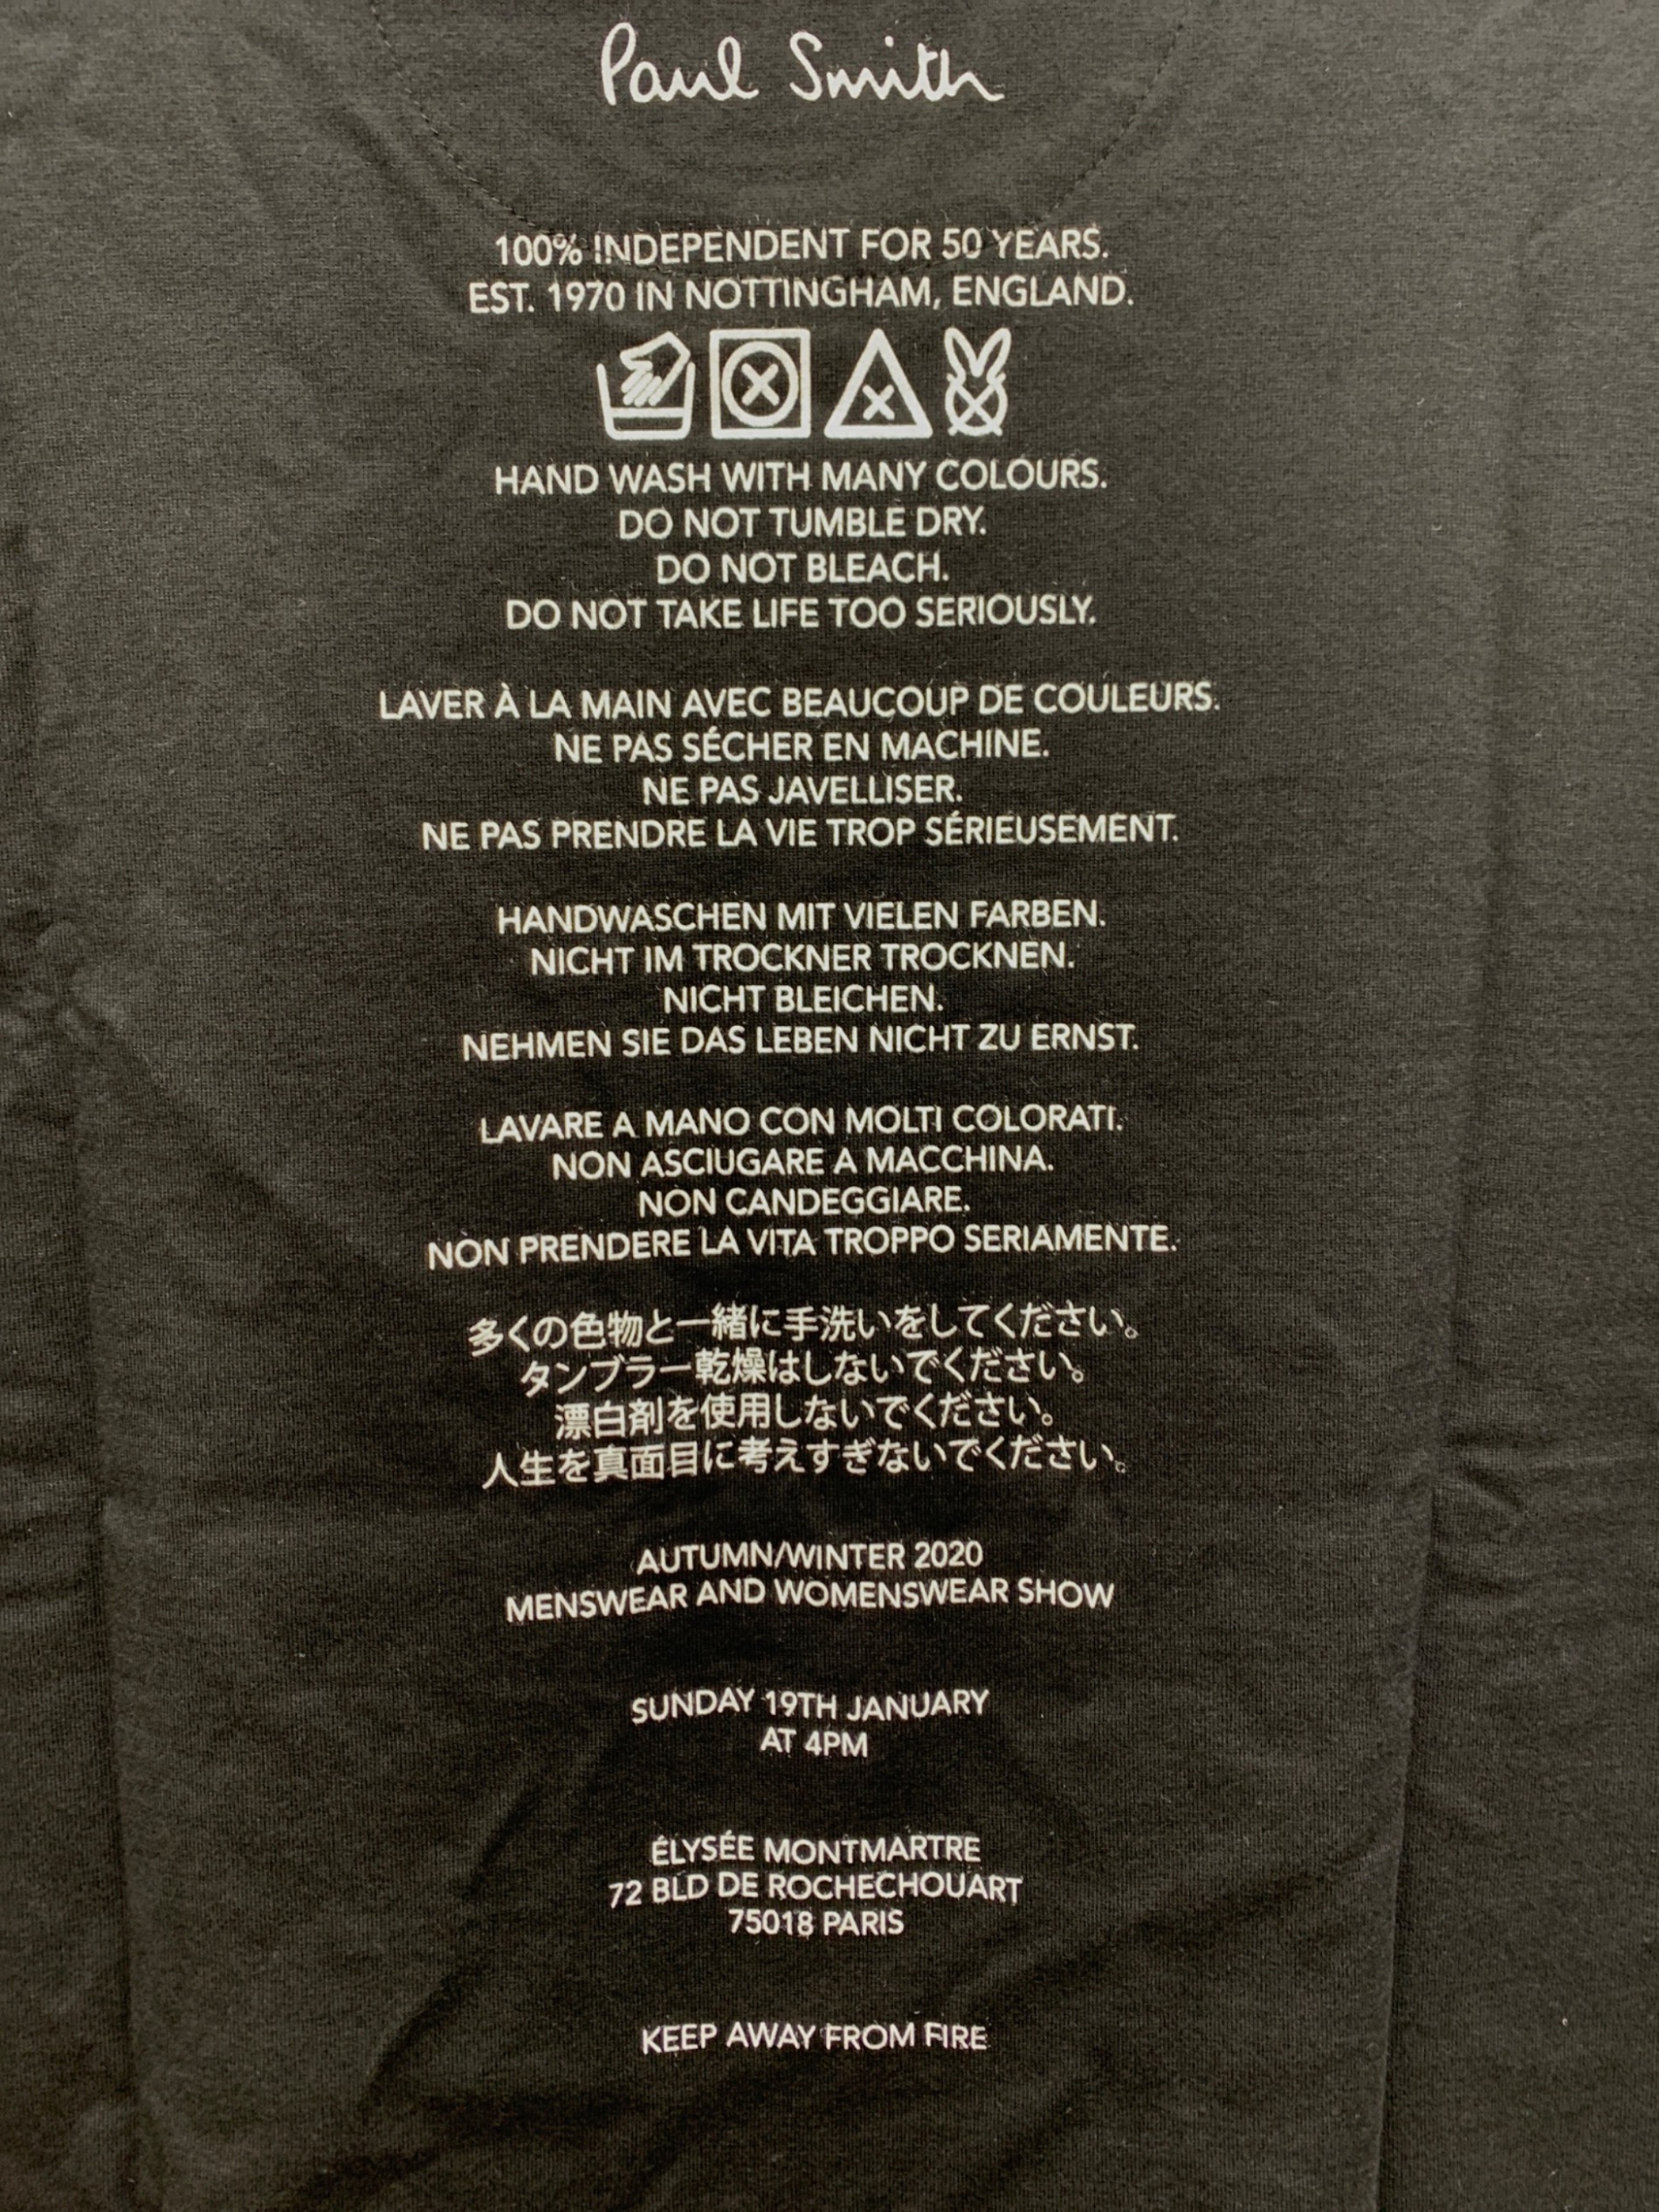 Paul Smith
100% INDEPENDENT FOR 50 YEARS.
EST. 1970 IN NOTTINGHAM, ENGLAND.
HAND WASH WITH MANY COLOURS.
DO NOT TUMBLE DRY.
DO NOT BLEACH.
DO NOT TAKE LIFE TOO SERIOUSLY.
LAVER À LA MAIN AVEC BEAUCOUP DE COULEURS.
NE PAS SÉCHER EN MACHINE.
NE PAS JAVELLISER.
NE PAS PRENDRE LA VIE TROP SÉRIEUSEMENT.
HANDWASCHEN MIT VIELEN FARBEN.
NICHT IM TROCKNER TROCKNEN.
NICHT BLEICHEN.
NEHMEN SIE DAS LEBEN NICHT ZU ERNST.
LAVARE A MANO CON MOLTI COLORATI.
NON ASCIUGARE A MACCHINA.
NON CANDEGGIARE.
NON PRENDERE LA VITA TROPPO SERIAMENTE.
多くの色物と一緒に手洗いをしてください。
タンブラー乾燥はしないでください。
漂白剤を使用しないでください。
人生を真面目に考えすぎないでください。
AUTUMN/WINTER 2020
MENSWEAR AND WOMENSWEAR SHOW
SUNDAY 19TH JANUARY
AT 4PM
ÉLYSÉE MONTMARTRE
72 BLD DE ROCHECHOUART
75018 PARIS
KEEP AWAY FROM FIRE